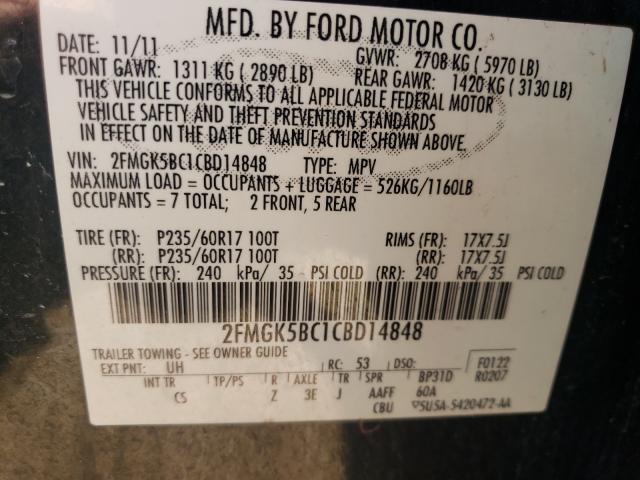 MFD. BY FORD MOTOR CO.
DATE: 11/11 GVWR: 2708 KG ( 5970 LB)
FRONT GAWR: 1311 KG ( 2890 LB) REAR GAWR: 1420 KG ( 3130 LB)
THIS VEHICLE CONFORMS TO ALL APPLICABLE FEDERAL MOTOR
VEHICLE SAFETY AND THEFT PREVENTION STANDARDS
IN EFFECT ON THE DATE OF MANUFACTURE SHOWN ABOVE.
VIN: 2FMGK5BC1CBD14848 TYPE: MPV
MAXIMUM LOAD = OCCUPANTS + LUGGAGE = 526KG/1160LB
OCCUPANTS = 7 TOTAL; 2 FRONT, 5 REAR
TIRE (FR): P235/60R17 100T RIMS (FR): 17X7.5J
(RR): P235/60R17 100T (RR): 17X7.5J
PRESSURE (FR): 240 kPa/ 35 PSI COLD (RR): 240 kPa/ 35 PSI COLD
2FMGK5BC1CBD14848
TRAILER TOWING - SEE OWNER GUIDE
EXT PNT: UH RC: 53 DSO: F0122
INT TR TP/PS R AXLE TR SPR BP31D R0207
CS Z 3E J AAFF 60A
CBU 5U5A-5420472-AA